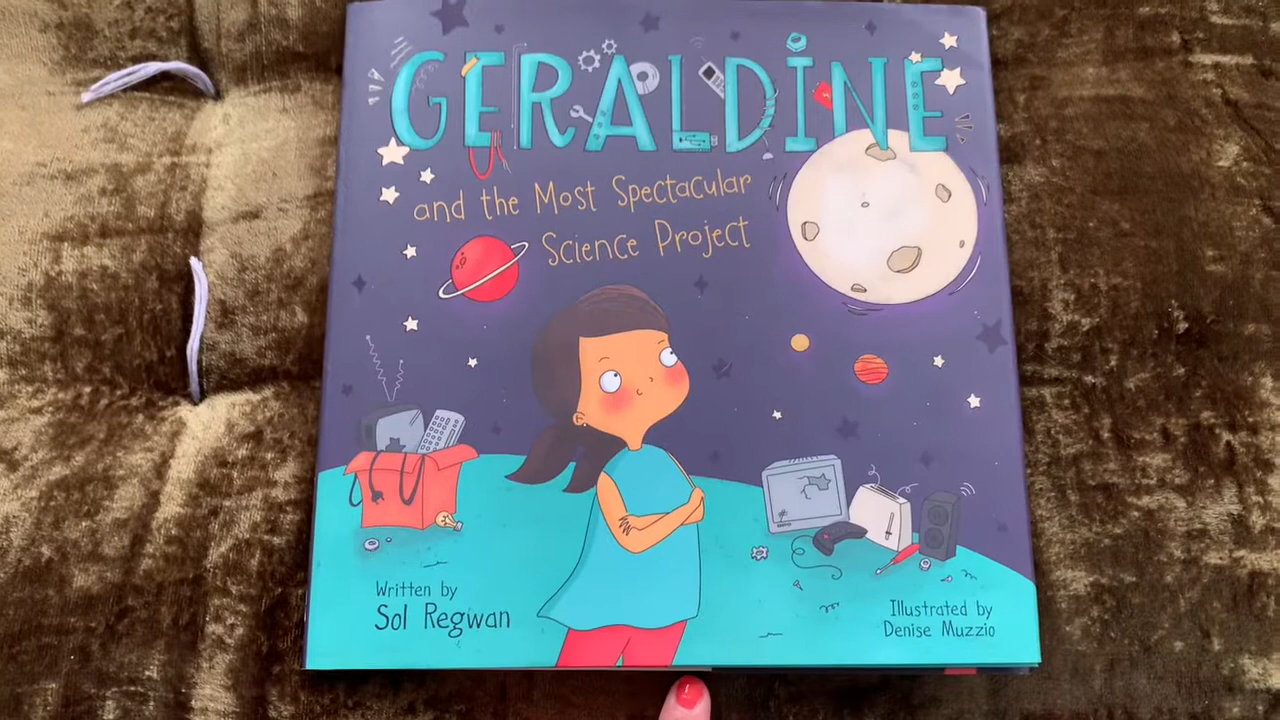 GERALDINE
and the Most Spectacular
Science Project
Written by
Sol Regwan
Illustrated by
Denise Muzzio